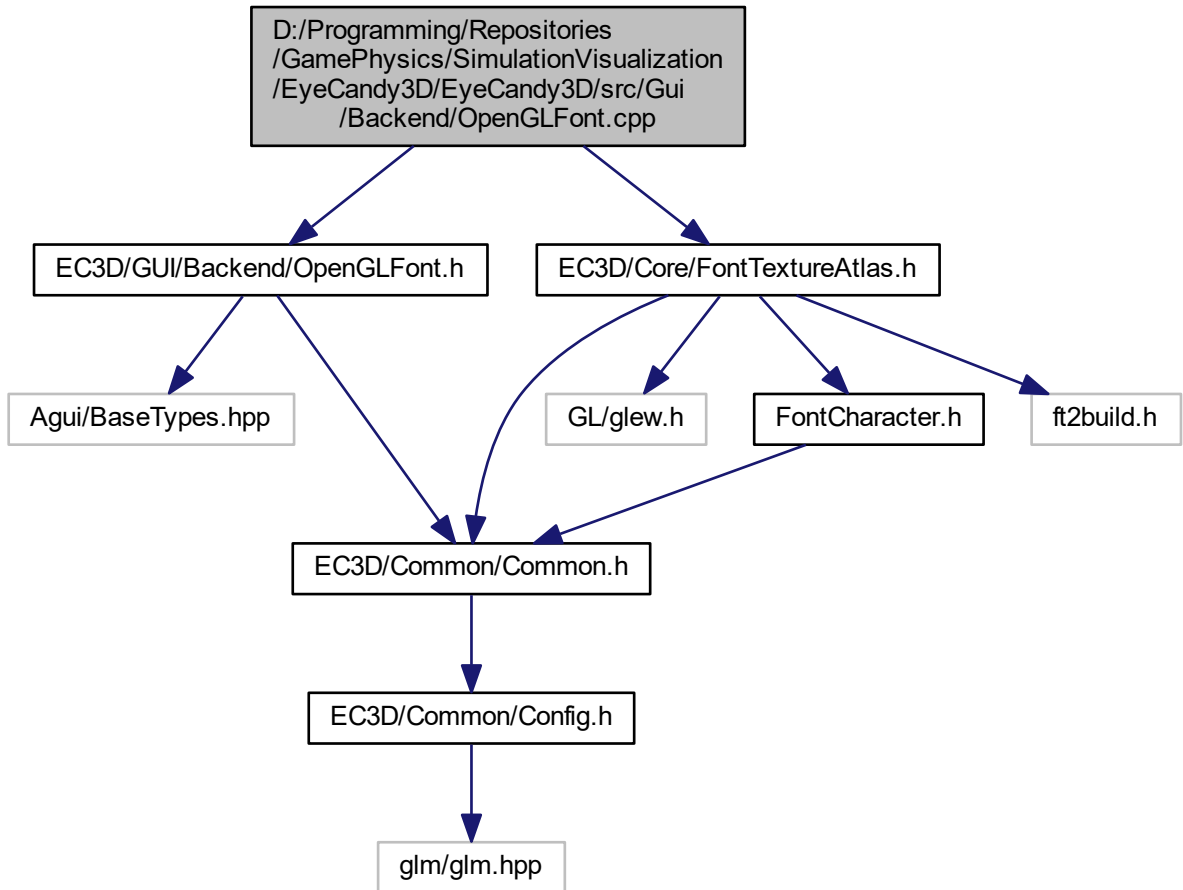 D:/Programming/Repositories
/GamePhysics/SimulationVisualization
/EyeCandy3D/EyeCandy3D/src/Gui
/Backend/OpenGLFont.cpp
EC3D/GUI/Backend/OpenGLFont.h
EC3D/Core/FontTextureAtlas.h
Agui/BaseTypes.hpp
GL/glew.h
FontCharacter.h
ft2build.h
EC3D/Common/Common.h
EC3D/Common/Config.h
glm/glm.hpp